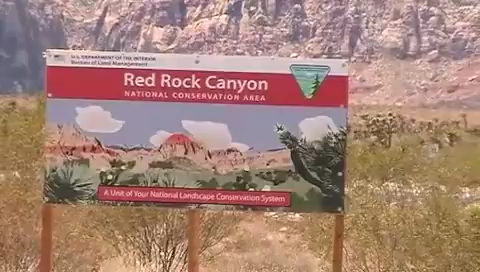 U.S. DEPARTMENT OF THE INTERIOR
Bureau of Land Management
Red Rock Canyon
NATIONAL CONSERVATION AREA
A Unit of Your National Landscape Conservation System